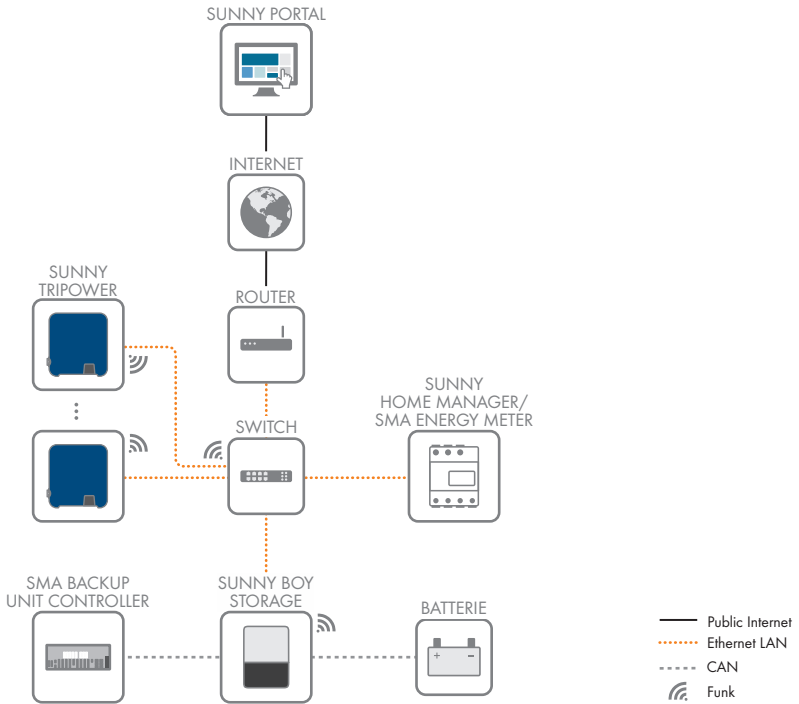 SUNNY PORTAL
INTERNET
SUNNY
TRIPOWER
ROUTER
SUNNY
HOME MANAGER/
SMA ENERGY METER
SWITCH
SMA BACKUP
UNIT CONTROLLER
SUNNY BOY
STORAGE
BATTERIE
+ -
Public Internet
Ethernet LAN
CAN
Funk